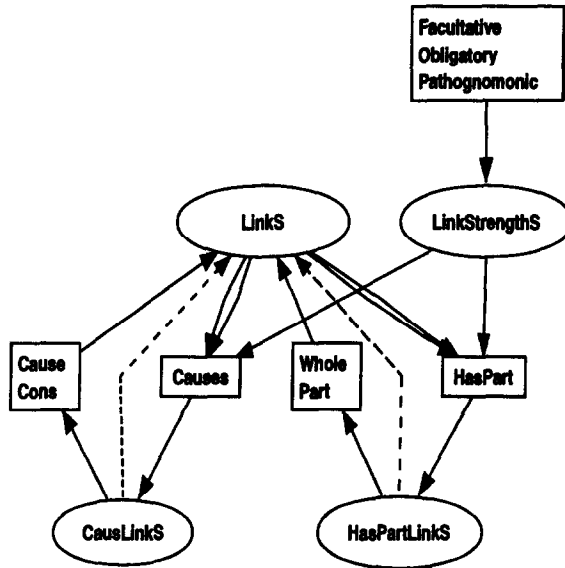 Facultative
Obligatory
Pathognomonic
LinkS
LinkStrengthS
Cause
Cons
Causes
Whole
Part
HasPart
CausLinkS
HasPartLinkS